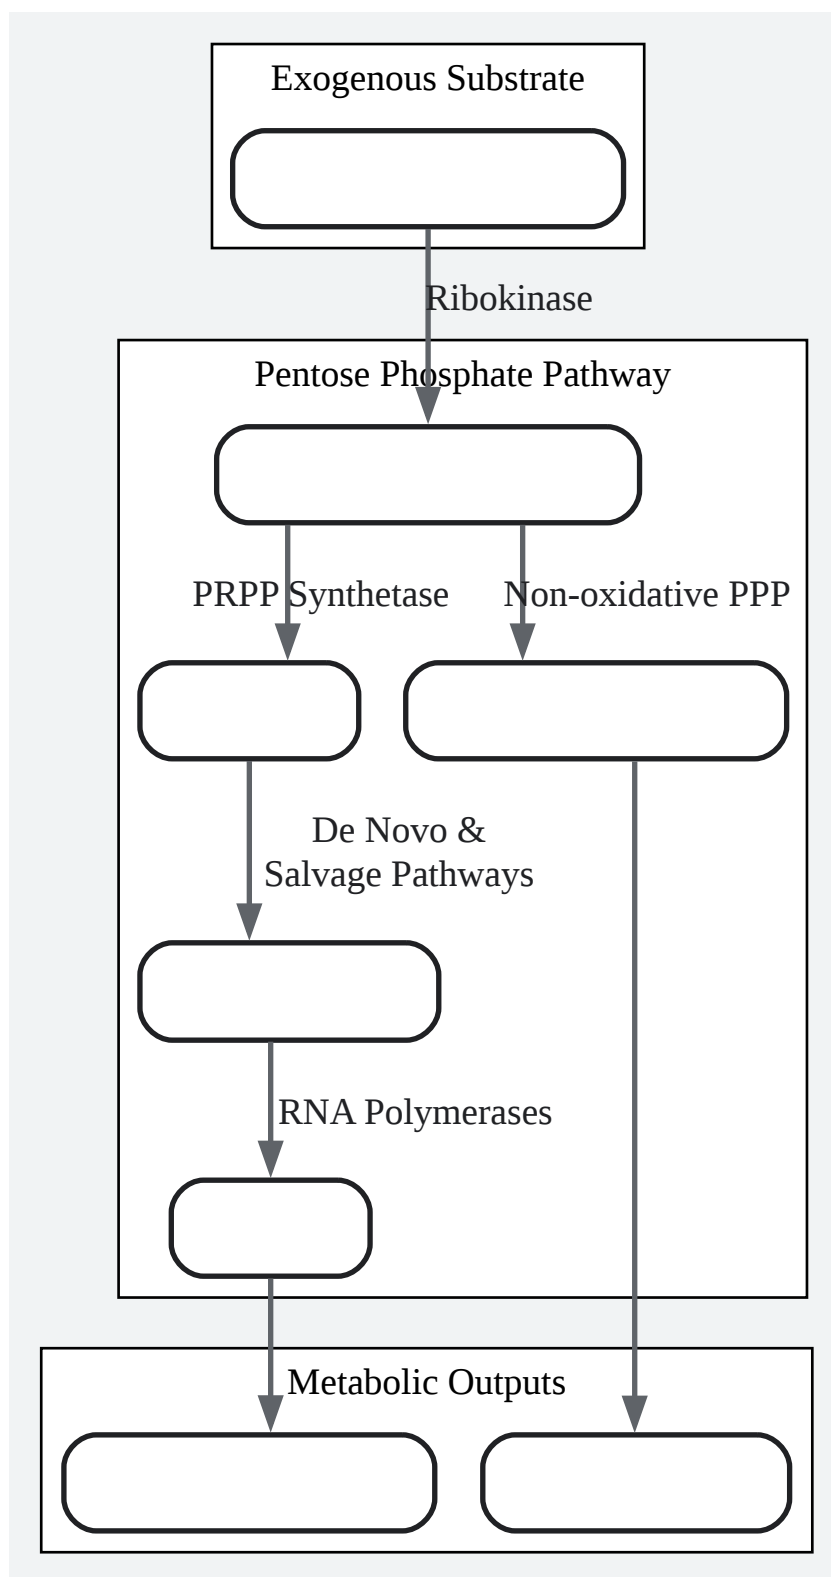 Exogenous Substrate
Ribokinase
Pentose Phosphate Pathway
PRPP Synthetase
Non-oxidative PPP
De Novo &
Salvage Pathways
RNA Polymerases
Metabolic Outputs